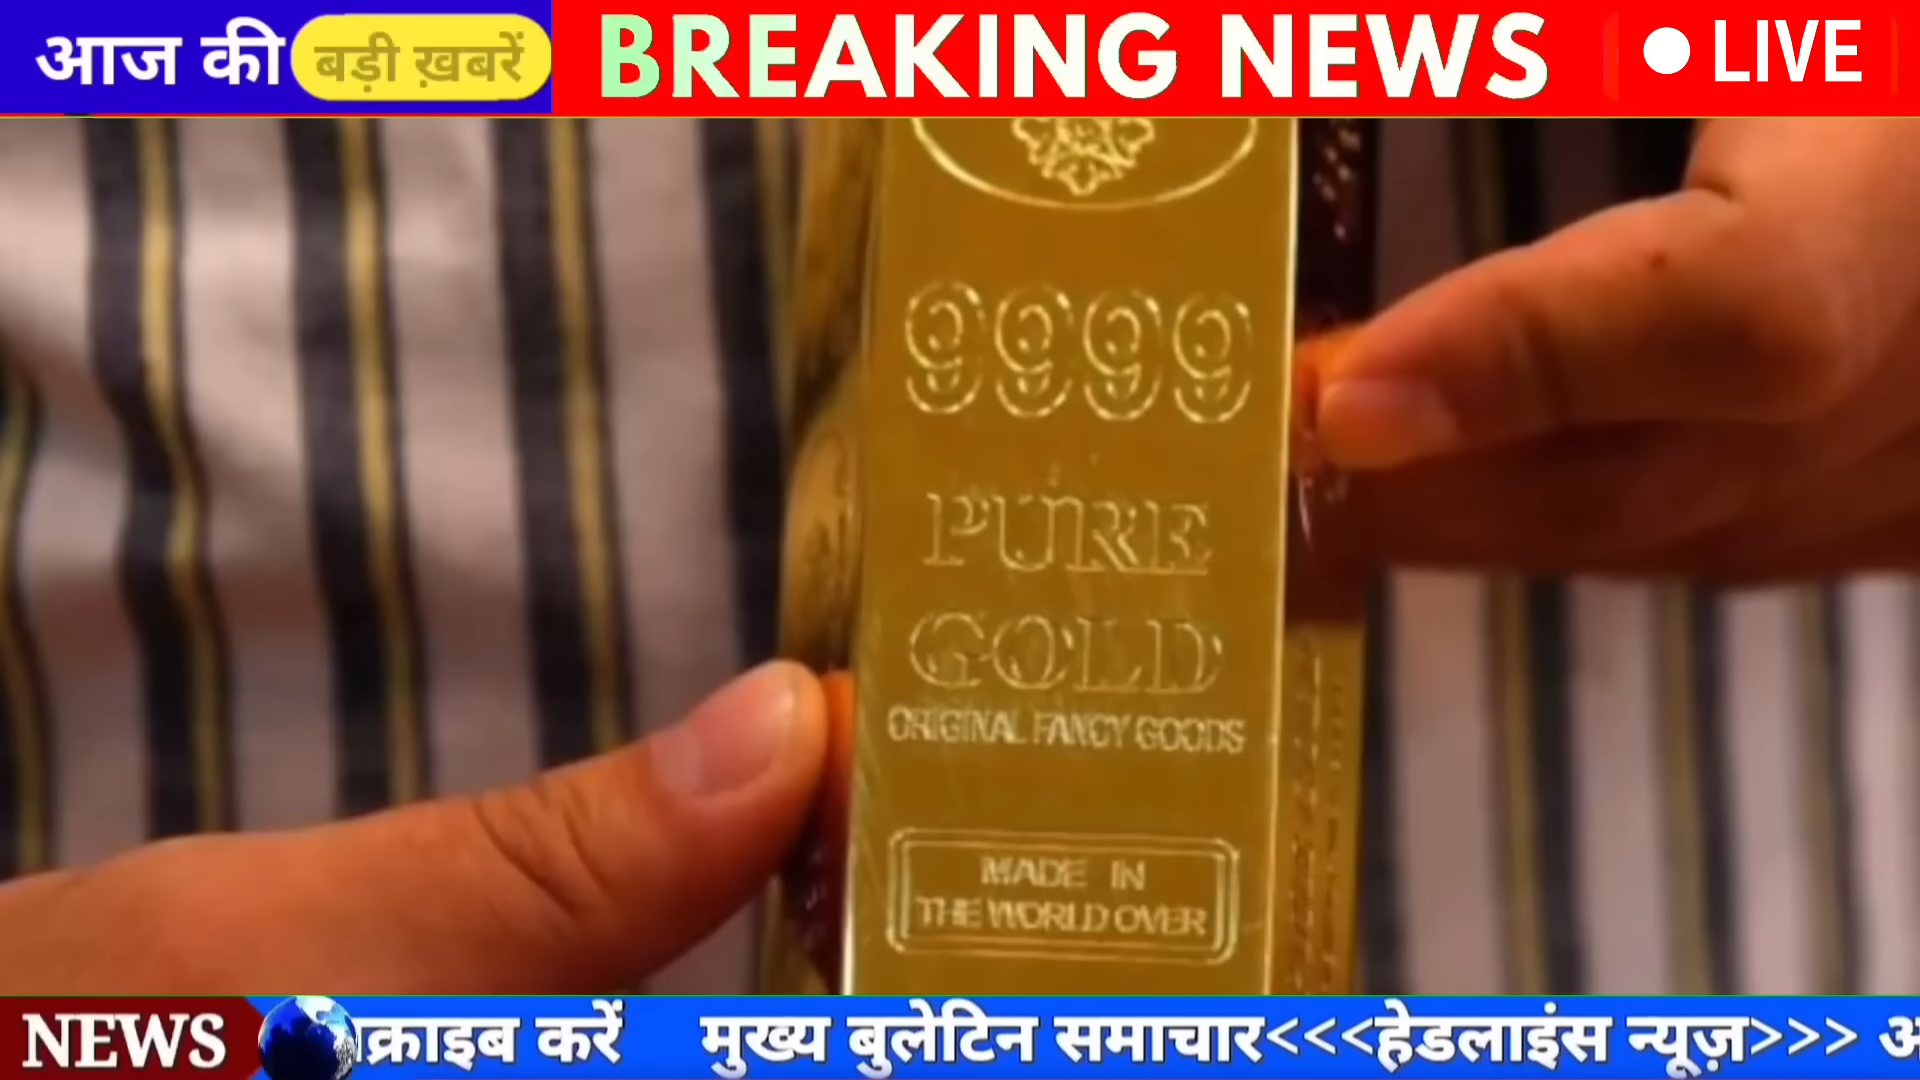 आज की बड़ी ख़बरें
BREAKING NEWS
LIVE
9999
PURE
GOLD
ORIGINAL FANCY GOODS
MADE IN
THE WORLD OVER
NEWS
करें मुख्य बुलेटिन समाचार<<<हेडलाइंस न्यूज़>>>